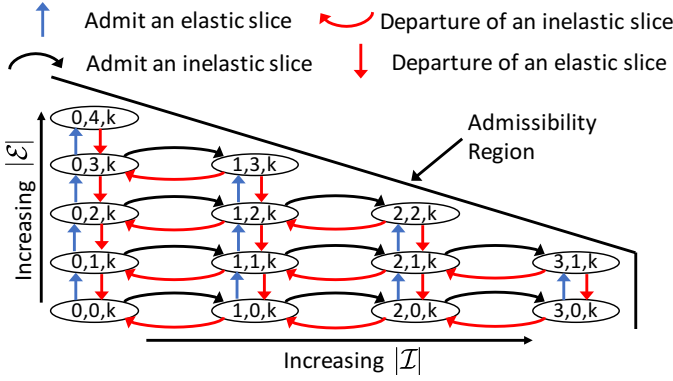 Admit an elastic slice
Departure of an inelastic slice
Admit an inelastic slice
Departure of an elastic slice
Admissibility
Region
Increasing |ℰ|
0,4,k
0,3,k 1,3,k
0,2,k 1,2,k 2,2,k
0,1,k 1,1,k 2,1,k 3,1,k
0,0,k 1,0,k 2,0,k 3,0,k
Increasing |ℐ|